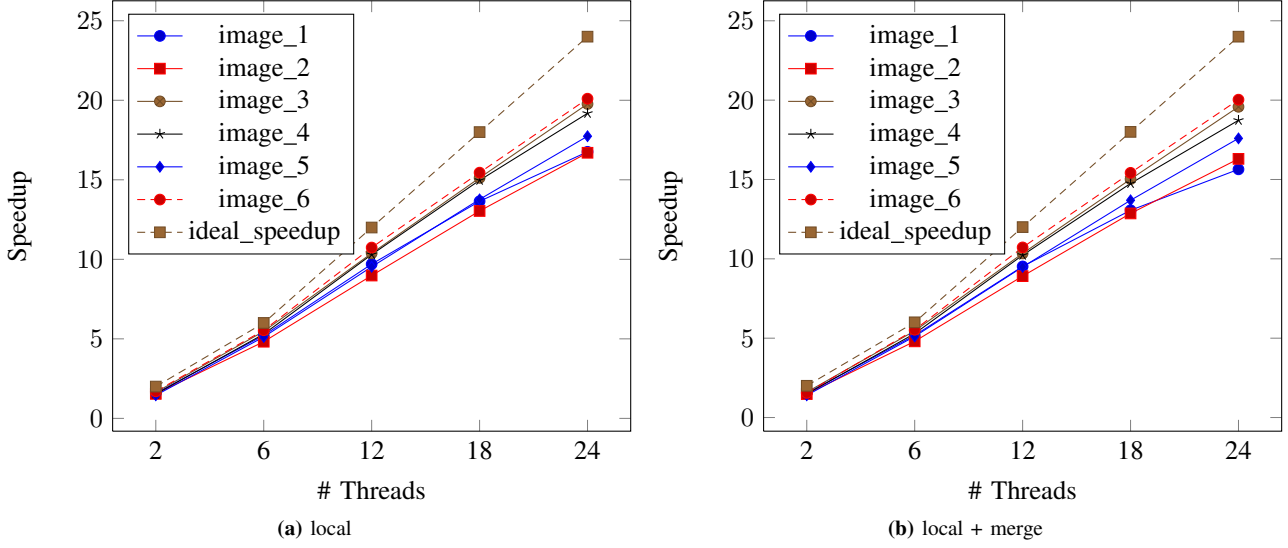 25
20
15
10
5
0
Speedup
image_1
image_2
image_3
image_4
image_5
image_6
ideal_speedup
2 6 12 18 24
# Threads
(a) local
25
20
15
10
5
0
Speedup
image_1
image_2
image_3
image_4
image_5
image_6
ideal_speedup
2 6 12 18 24
# Threads
(b) local + merge